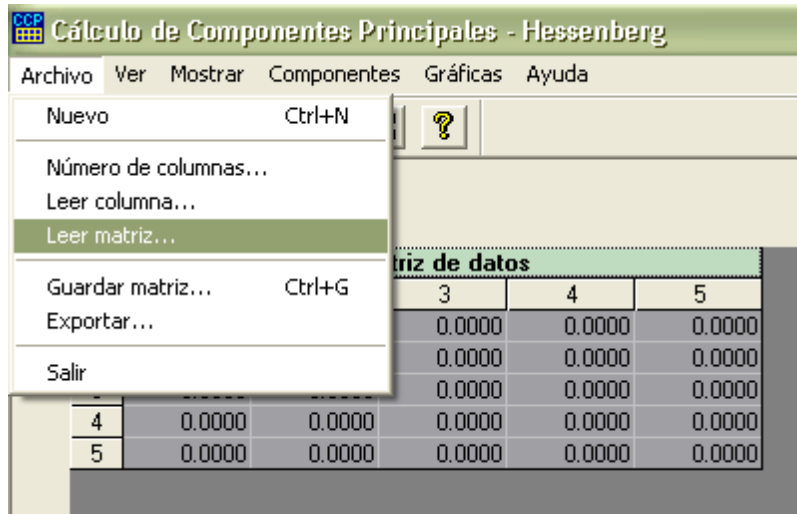 CCP
Cálculo de Componentes Principales - Hessenberg
Archivo Ver Mostrar Componentes Gráficas Ayuda
Nuevo Ctrl+N
?
Número de columnas...
Leer columna...
Leer matriz...
triz de datos
Guardar matriz... Ctrl+G
3 4 5
Exportar...
0.0000 0.0000 0.0000
0.0000 0.0000 0.0000
Salir
0.0000 0.0000 0.0000
4 0.0000 0.0000 0.0000 0.0000 0.0000
5 0.0000 0.0000 0.0000 0.0000 0.0000